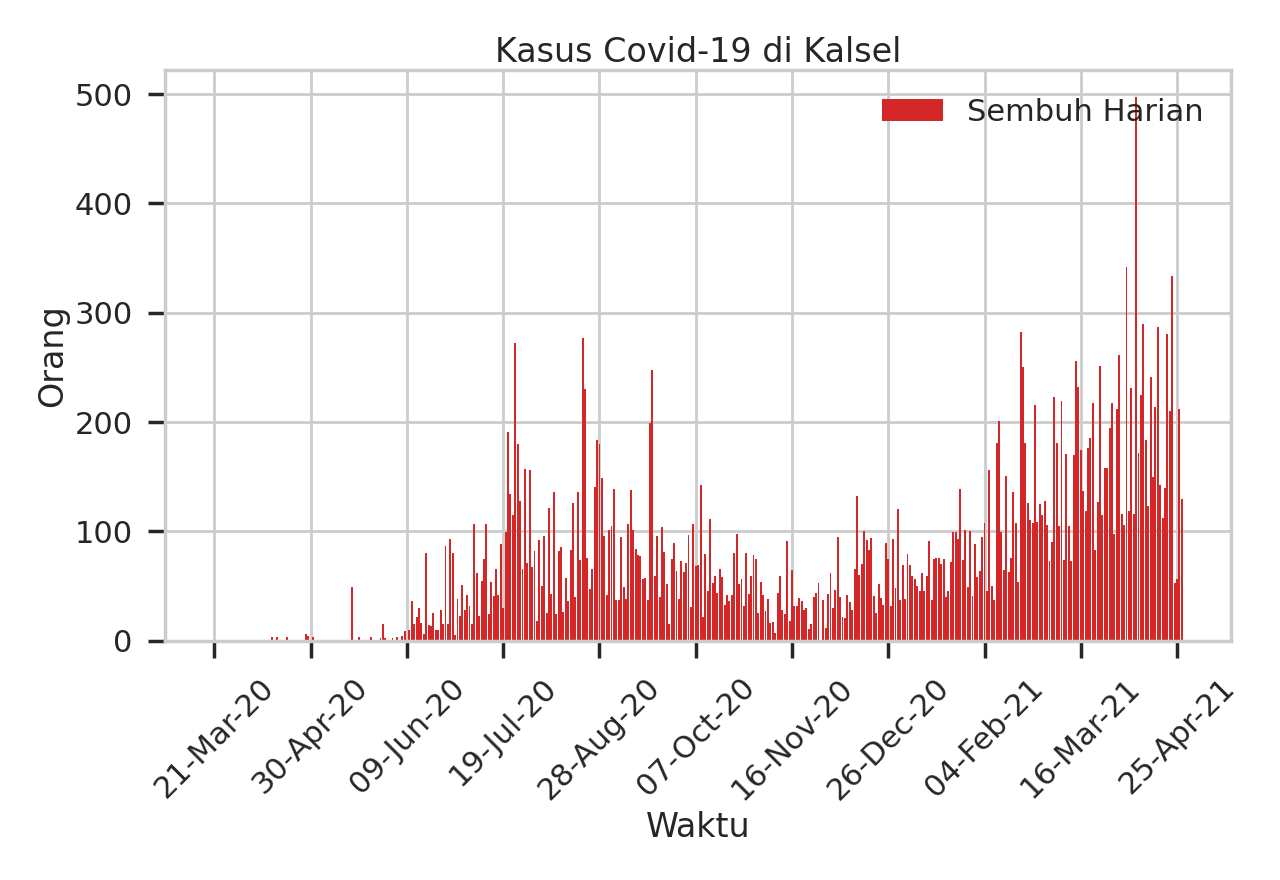 Kasus Covid-19 di Kalsel
Sembuh Harian
Orang
500
400
300
200
100
0
21-Mar-20
30-Apr-20
09-Jun-20
19-Jul-20
28-Aug-20
07-Oct-20
16-Nov-20
26-Dec-20
04-Feb-21
16-Mar-21
25-Apr-21
Waktu